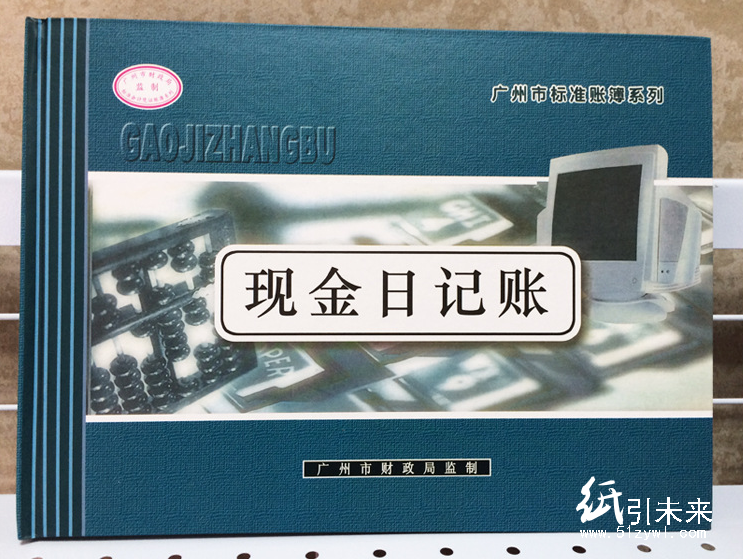 广州市财政局
监制
广州市标准账簿系列
GAOJIZHANGBU
现金日记账
广州市财政局监制
纸引未来
www.51zywl.com